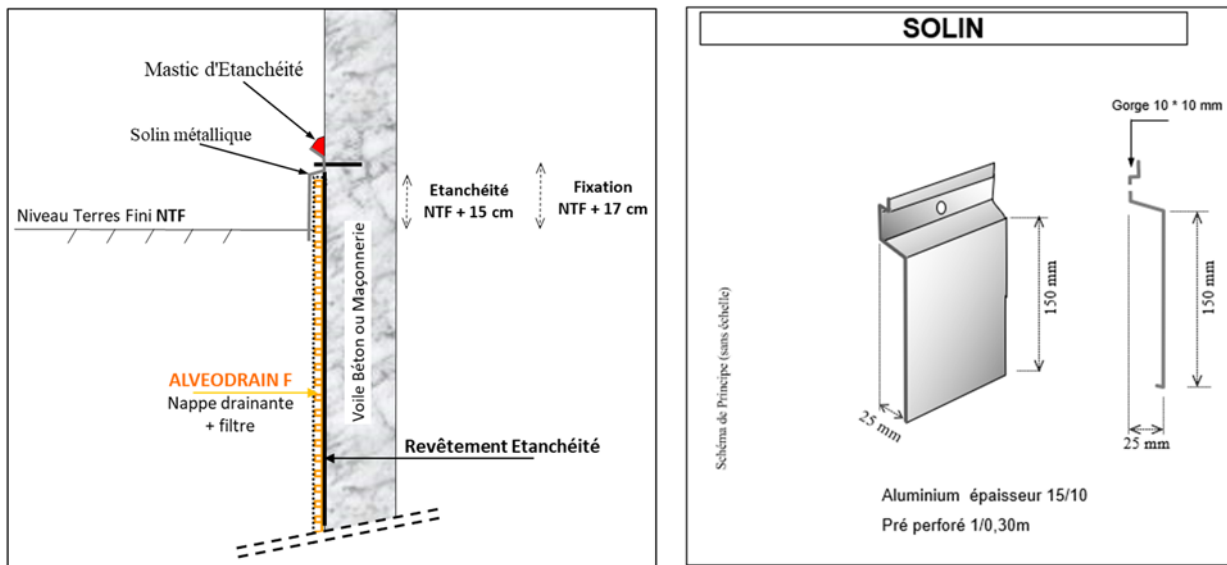 Mastic d'Etanchéité
Solin métallique
Etanchéité
NTF + 15 cm
Fixation
NTF + 17 cm
Niveau Terres Fini NTF
Voile Béton ou Maçonnerie
ALVEODRAIN F
Nappe drainante
+ filtre
Revêtement Etanchéité
SOLIN
Gorge 10 * 10 mm
150 mm
150 mm
25 mm
25 mm
Schéma de Principe (sans échelle)
Aluminium épaisseur 15/10
Pré perforé 1/0,30m